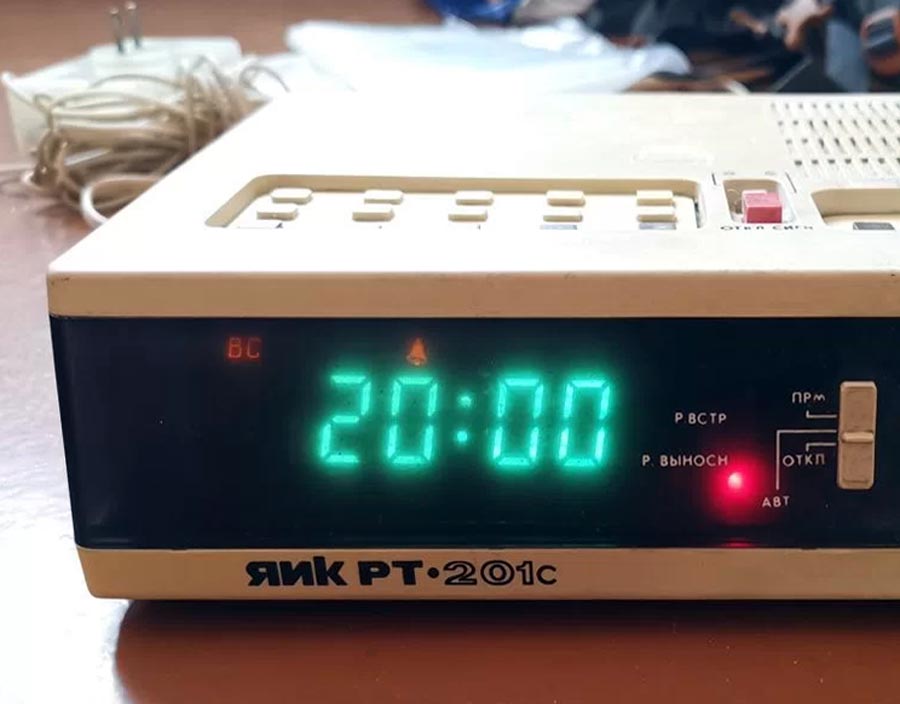 ОТКЛ СИГН
ВС
20:00
ПРМ
Р.ВСТР
Р. ВЫНОСН
ОТКЛ
АВТ
ЯИК РТ·201с